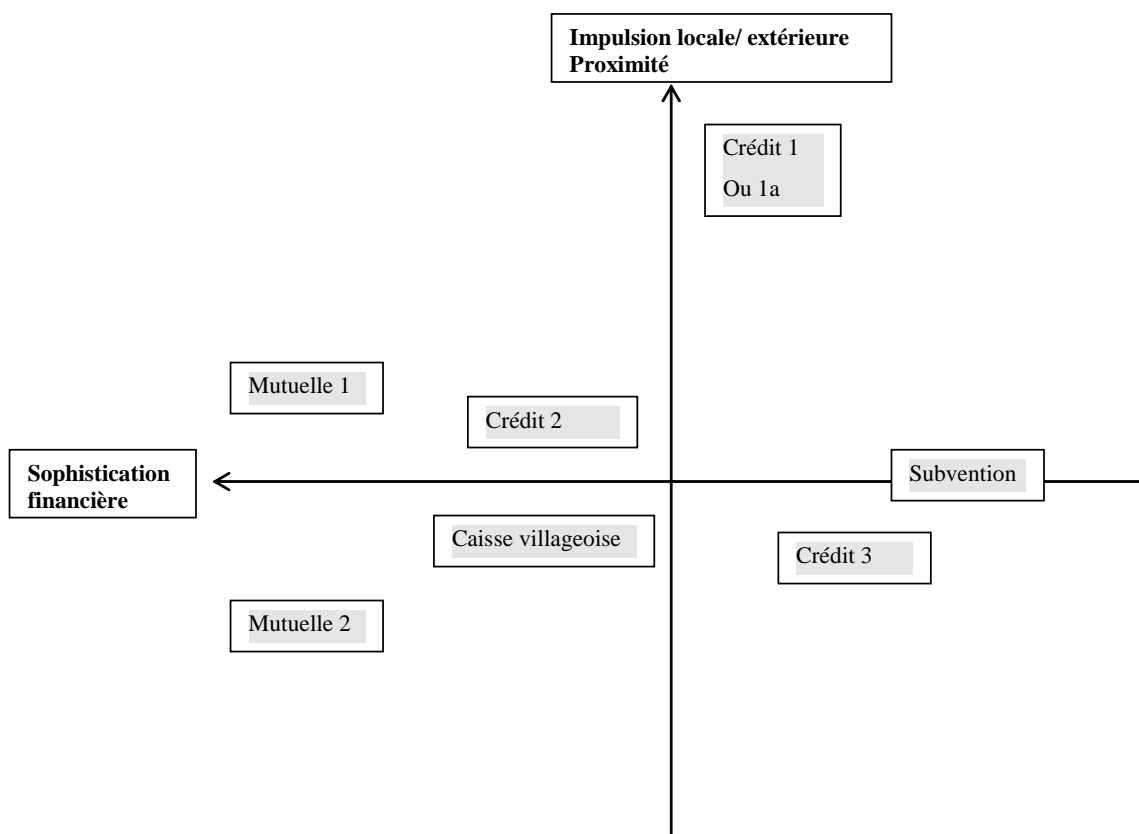 Impulsion locale/ extérieure
Proximité
Crédit 1
Ou 1a
Mutuelle 1
Crédit 2
Sophistication
financière
Subvention
Caisse villageoise
Crédit 3
Mutuelle 2